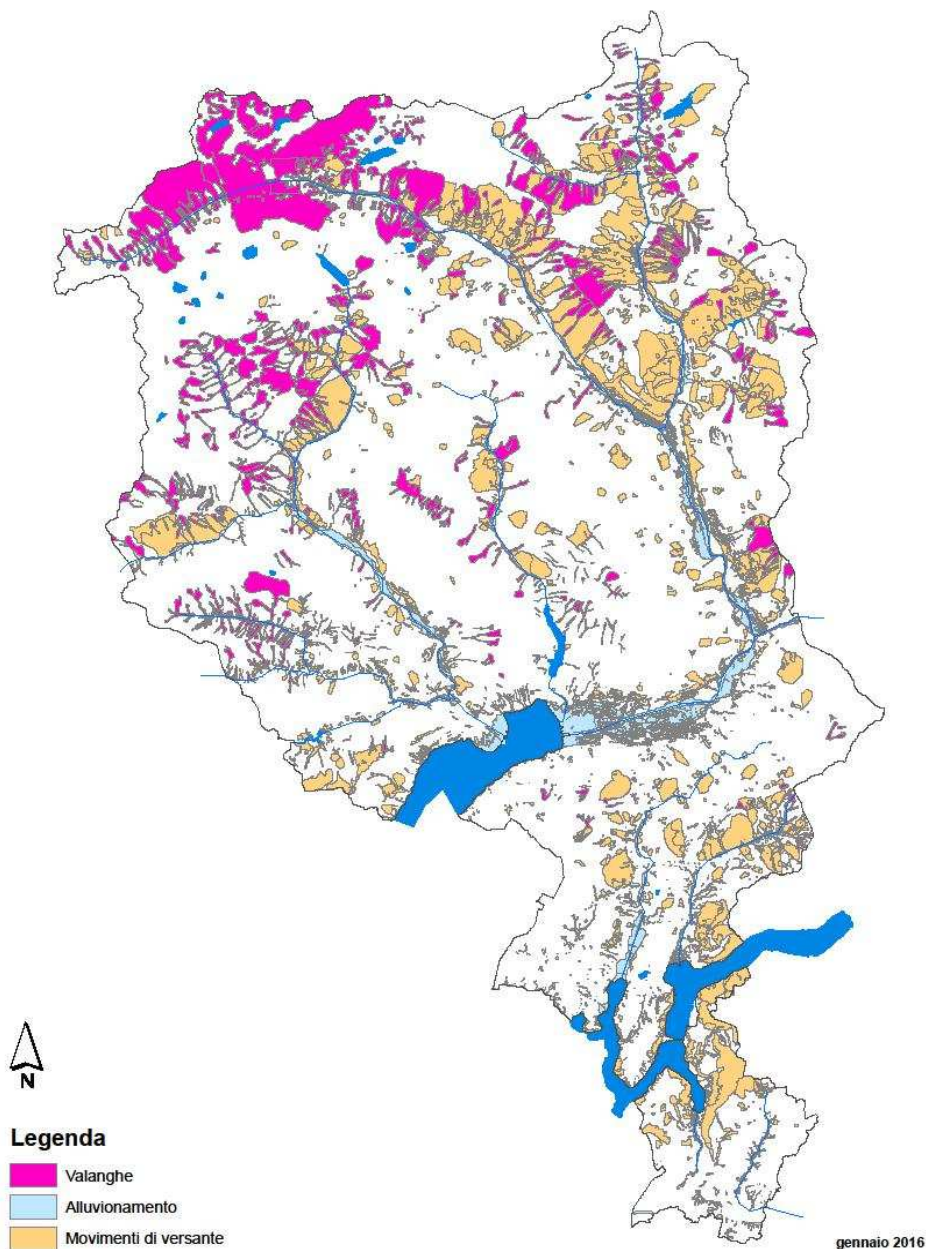 N
Legenda
Valanghe
Alluvionamento
Movimenti di versante
gennaio 2016